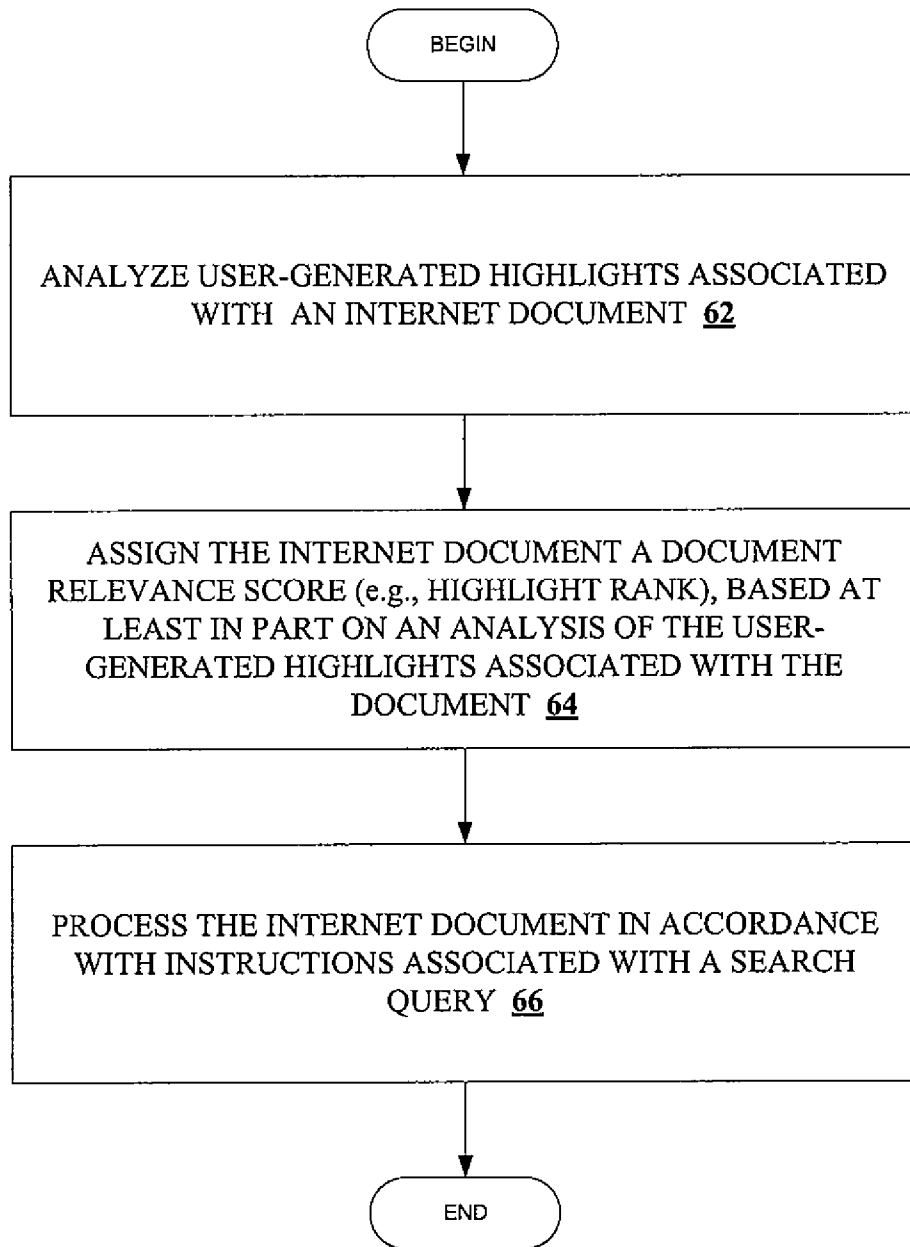 BEGIN
ANALYZE USER-GENERATED HIGHLIGHTS ASSOCIATED
WITH AN INTERNET DOCUMENT 62
ASSIGN THE INTERNET DOCUMENT A DOCUMENT
RELEVANCE SCORE (e.g., HIGHLIGHT RANK), BASED AT
LEAST IN PART ON AN ANALYSIS OF THE USER-
GENERATED HIGHLIGHTS ASSOCIATED WITH THE
DOCUMENT 64
PROCESS THE INTERNET DOCUMENT IN ACCORDANCE
WITH INSTRUCTIONS ASSOCIATED WITH A SEARCH
QUERY 66
END